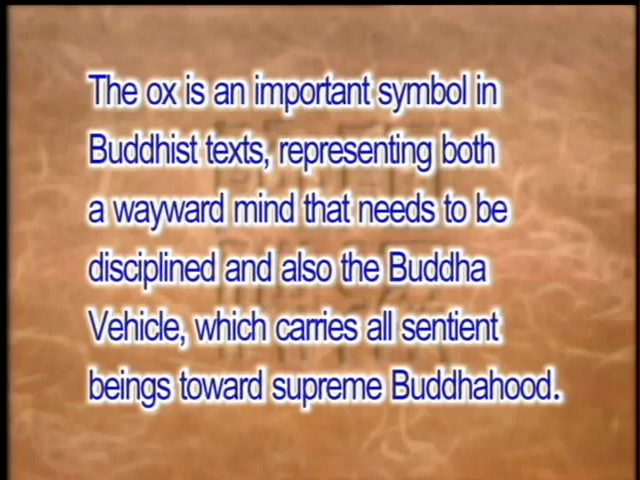 The ox is an important symbol in
Buddhist texts, representing both
a wayward mind that needs to be
disciplined and also the Buddha
Vehicle, which carries all sentient
beings toward supreme Buddhahood.